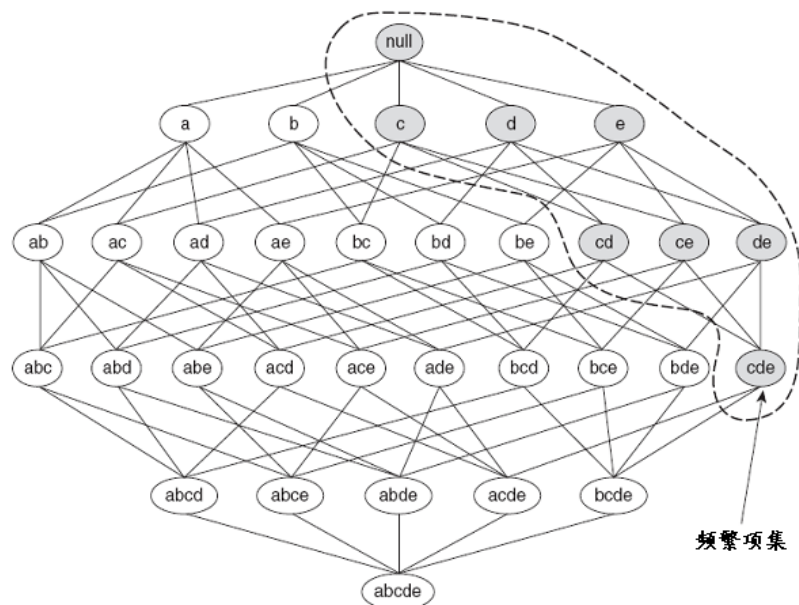 null
a b c d e
ab ac ad ae bc bd be cd ce de
abc abd abe acd ace ade bcd bce bde cde
abcd abce abde acde bcde
频繁项集
abcde